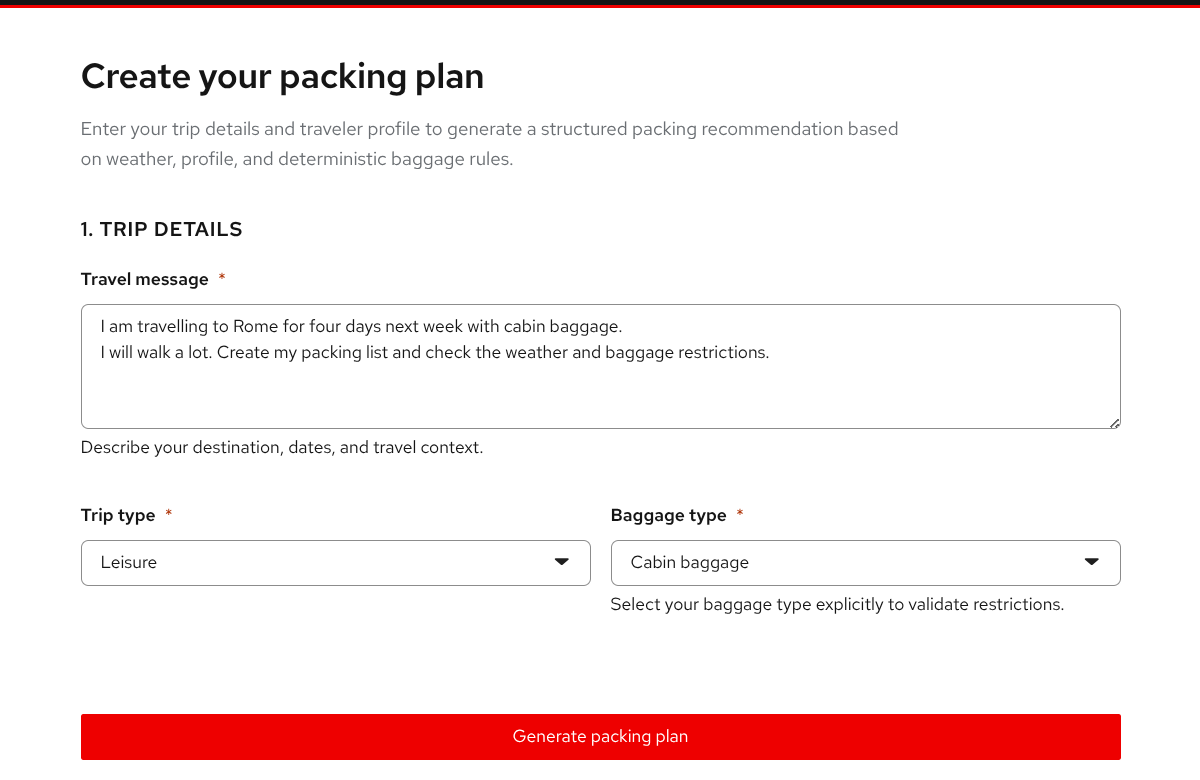 Create your packing plan
Enter your trip details and traveler profile to generate a structured packing recommendation based
on weather, profile, and deterministic baggage rules.
1. TRIP DETAILS
Travel message *
I am travelling to Rome for four days next week with cabin baggage.
I will walk a lot. Create my packing list and check the weather and baggage restrictions.
Describe your destination, dates, and travel context.
Trip type *
Baggage type *
Leisure
Cabin baggage
Select your baggage type explicitly to validate restrictions.
Generate packing plan